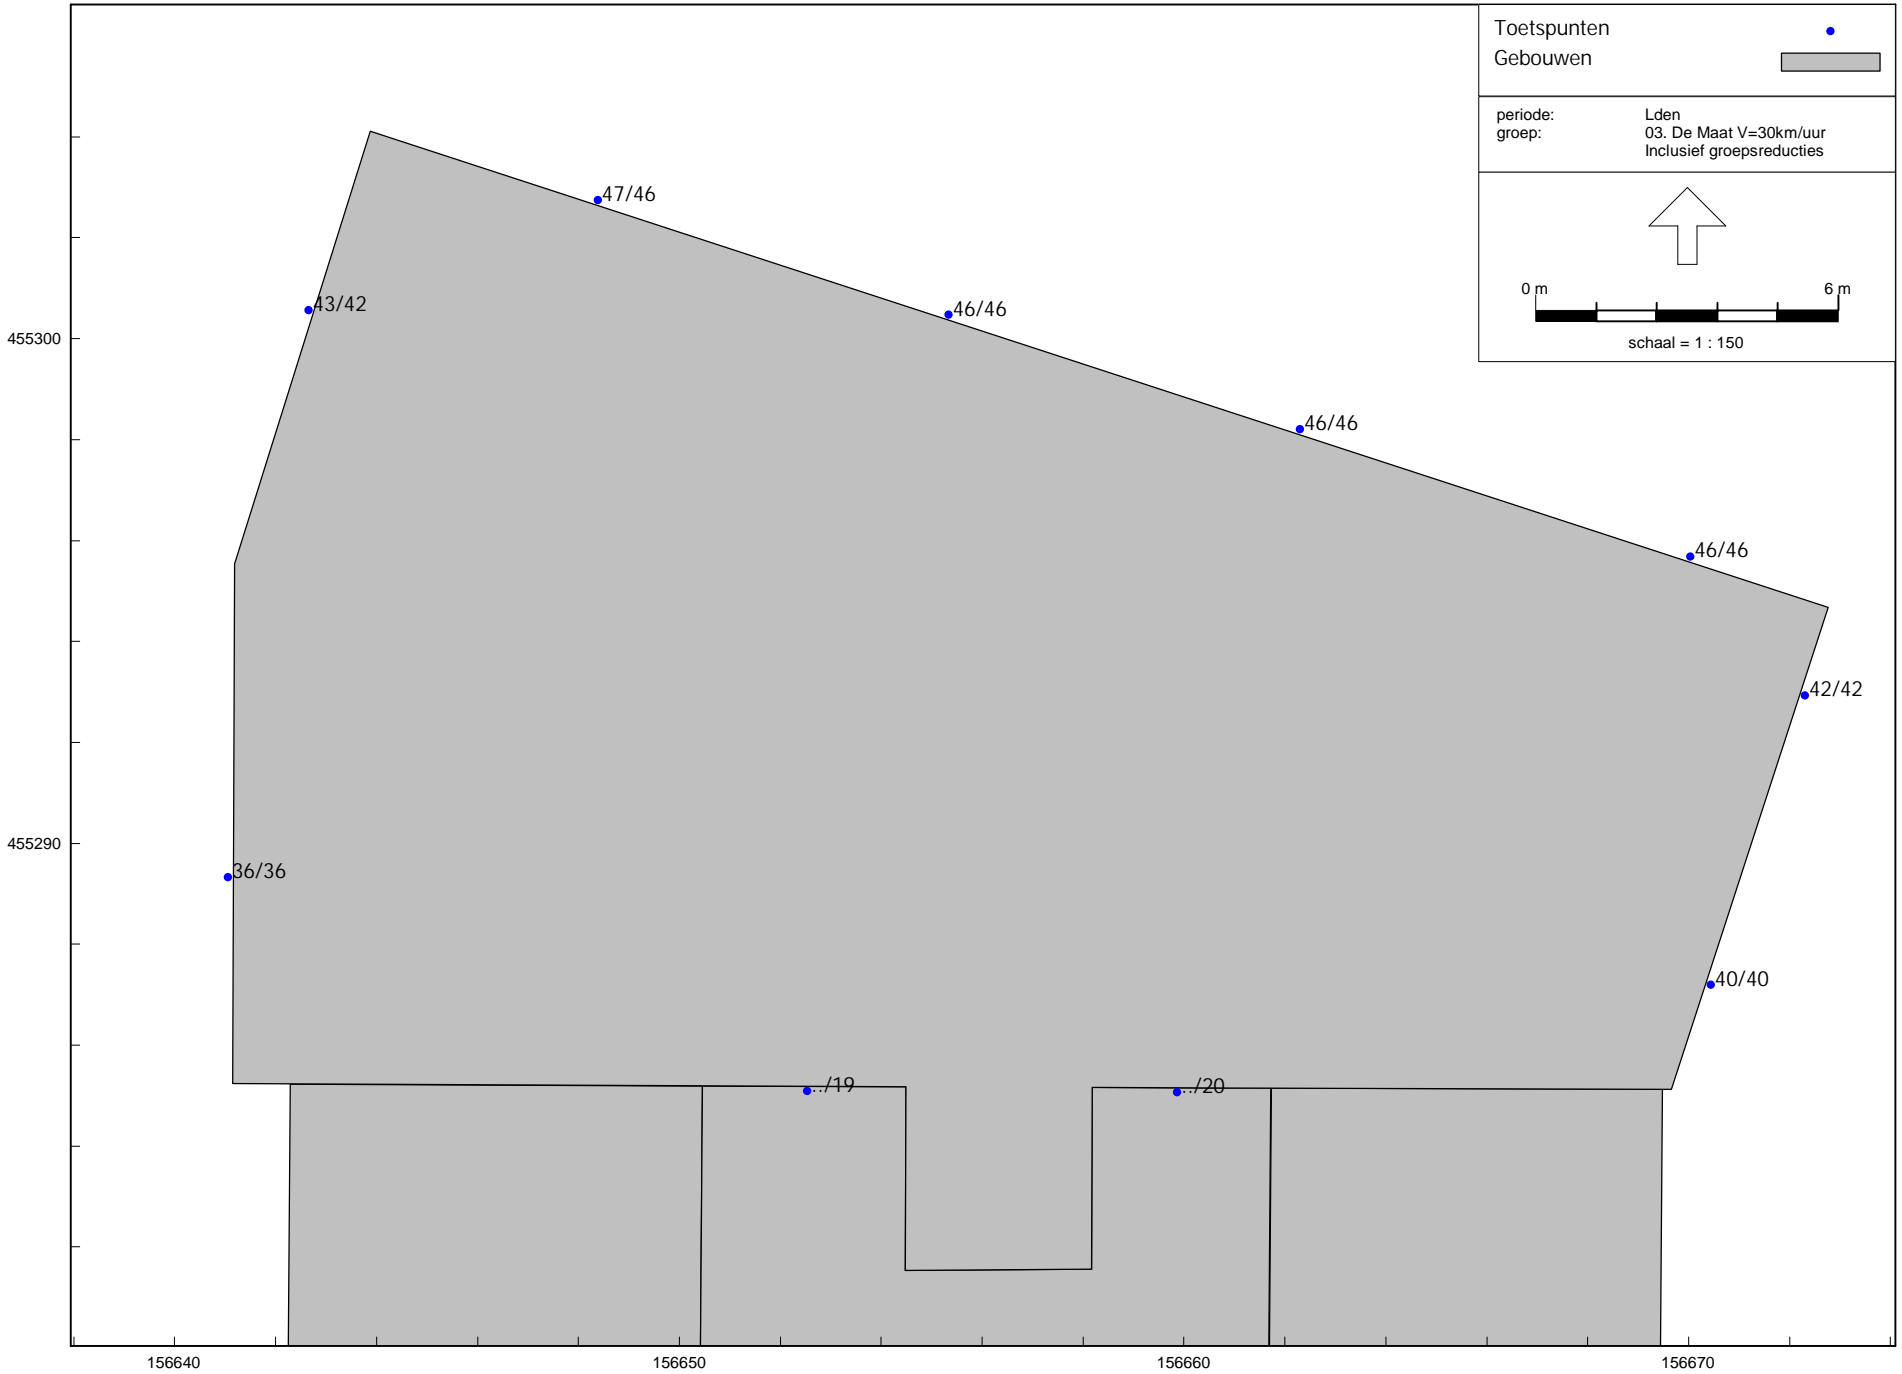 Toetspunten
Gebouwen
periode: Lden
groep: 03. De Maat V=30km/uur
Inclusief groepsreducties
0 m 6 m
schaal = 1 : 150
47/46
43/42
46/46
455300
46/46
46/46
42/42
455290
36/36
40/40
../19
../20
156640 156650 156660 156670